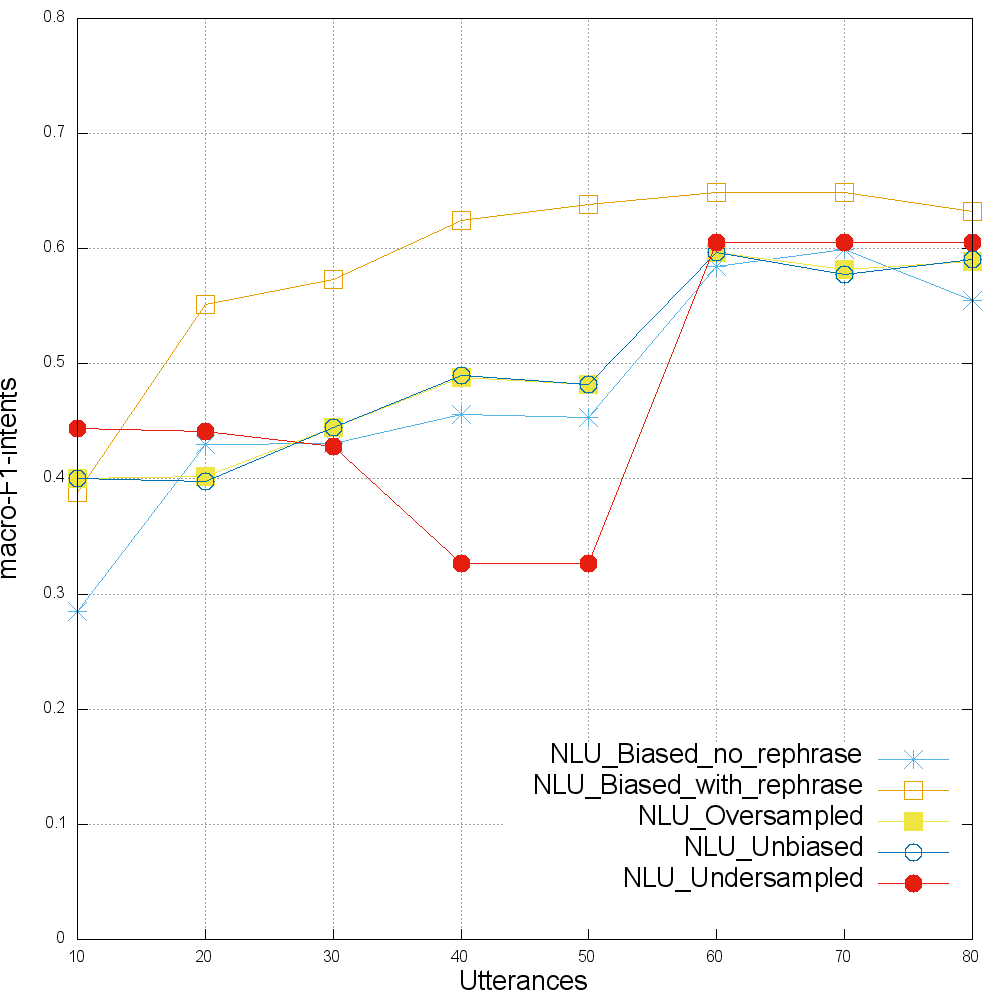 0.8
0.7
0.6
0.5
0.4
0.3
0.2
0.1
0
macro-F1-intents
10 20 30 40 50 60 70 80
Utterances
NLU_Biased_no_rephrase
NLU_Biased_with_rephrase
NLU_Oversampled
NLU_Unbiased
NLU_Undersampled